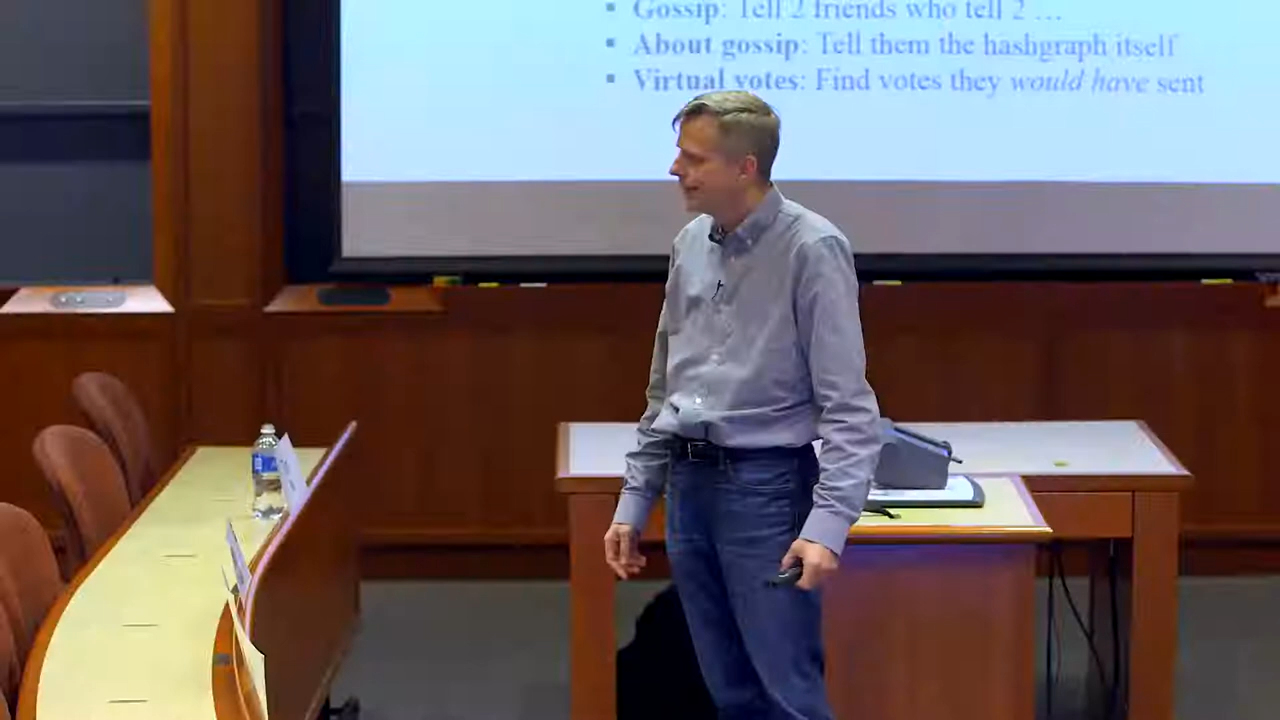 ▪ Gossip: Tell 2 friends who tell 2 …
▪ About gossip: Tell them the hashgraph itself
▪ Virtual votes: Find votes they would have sent